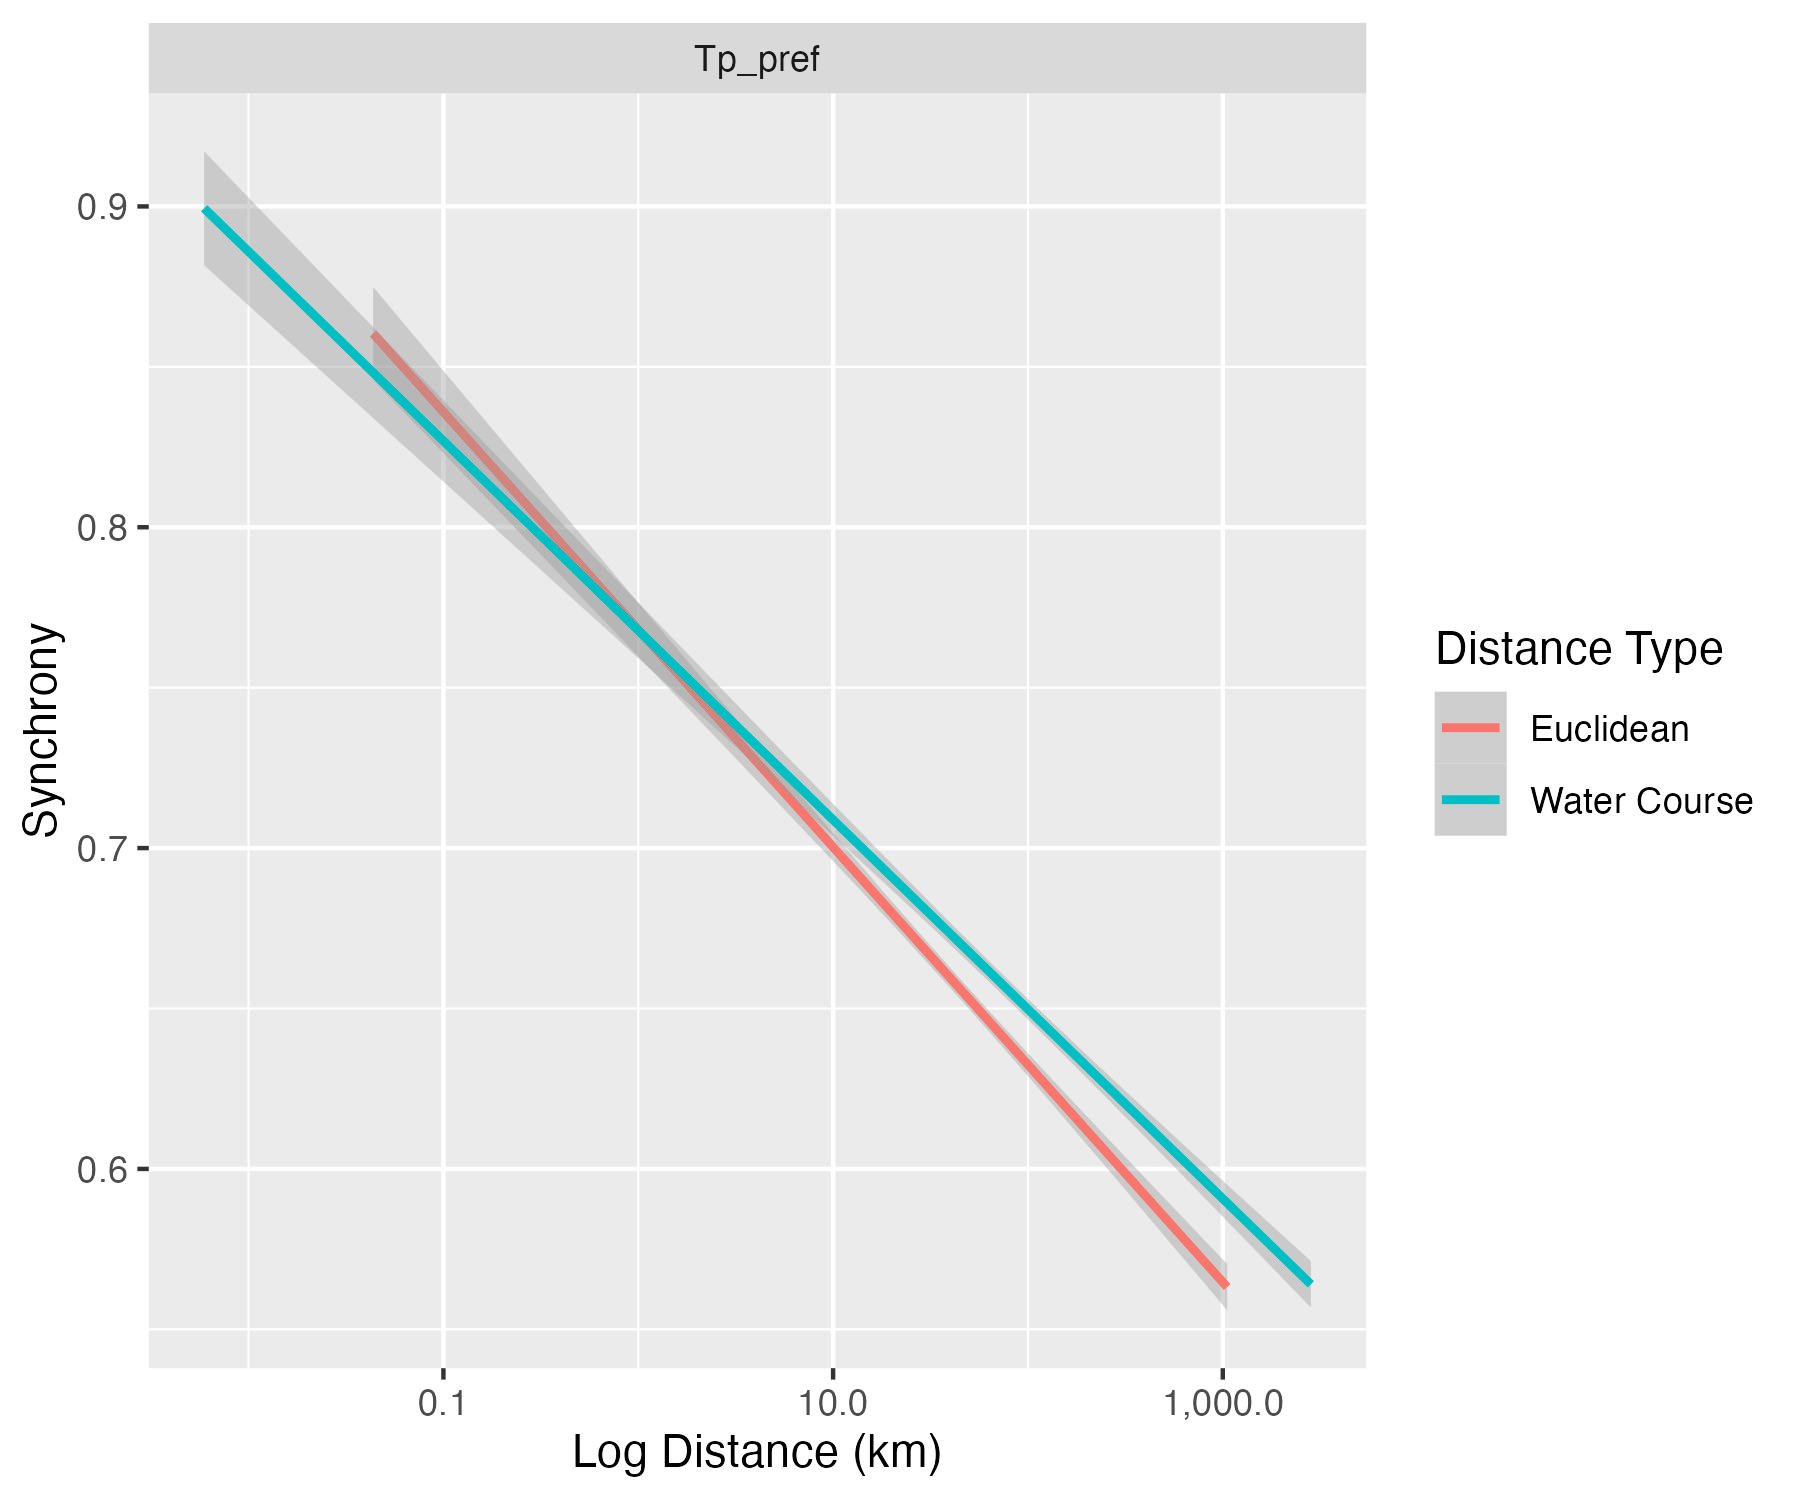 Tp_pref
0.9
0.8
0.7
0.6
Synchrony
0.1
10.0
1,000.0
Log Distance (km)
Distance Type
Euclidean
Water Course